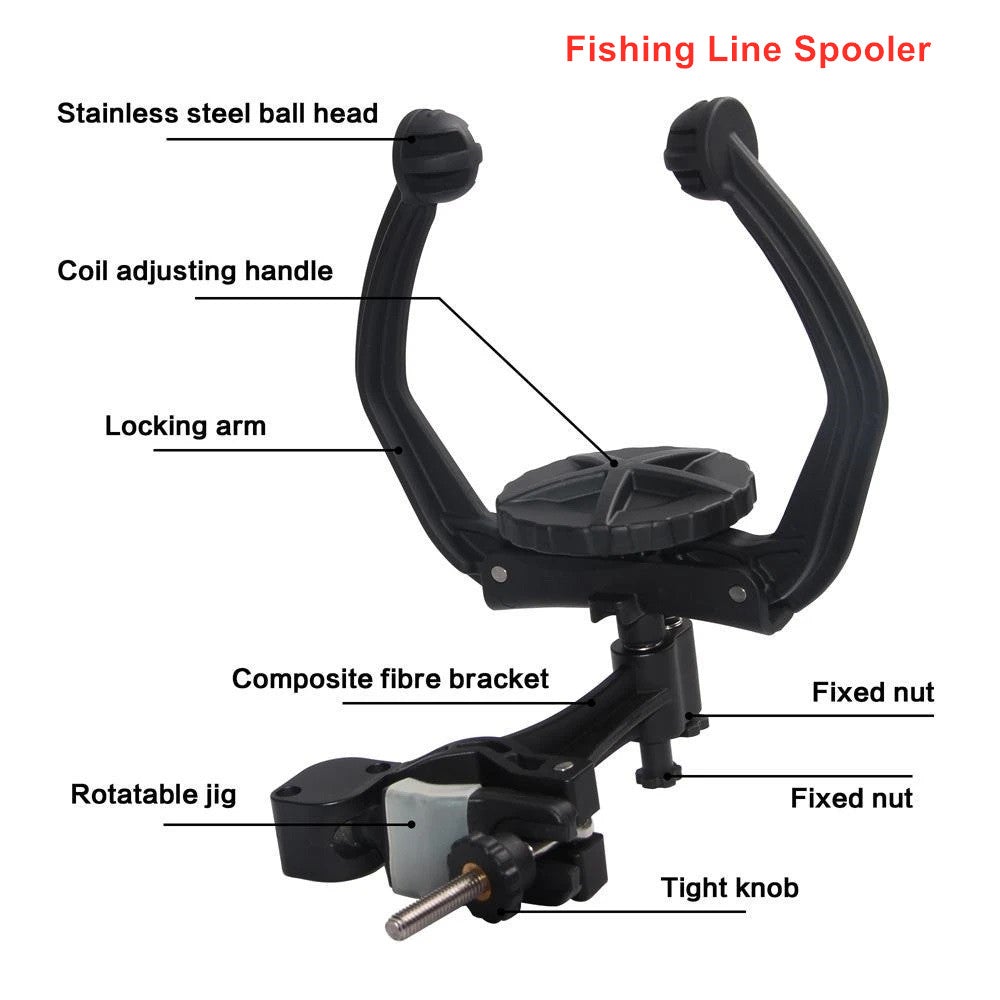 Fishing Line Spooler
Stainless steel ball head
Coil adjusting handle
Locking arm
Composite fibre bracket
Fixed nut
Rotatable jig
Fixed nut
Tight knob